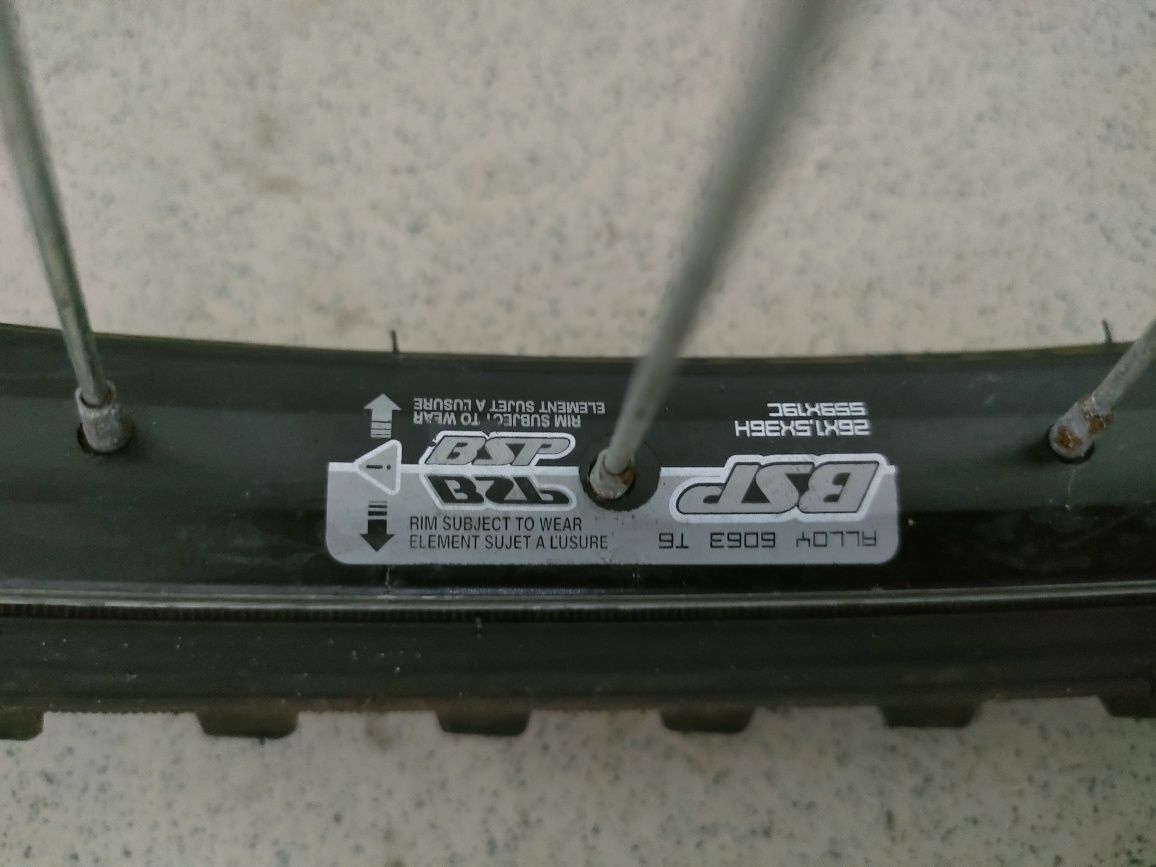 RIM SUBJECT TO WEAR
ELEMENT SUJET A LUSURE
BSP
BSP
RIM SUBJECT TO WEAR
ELEMENT SUJET A L'USURE
ALLOY 6063 T6
BSP
26X1,5X36H
559X19C